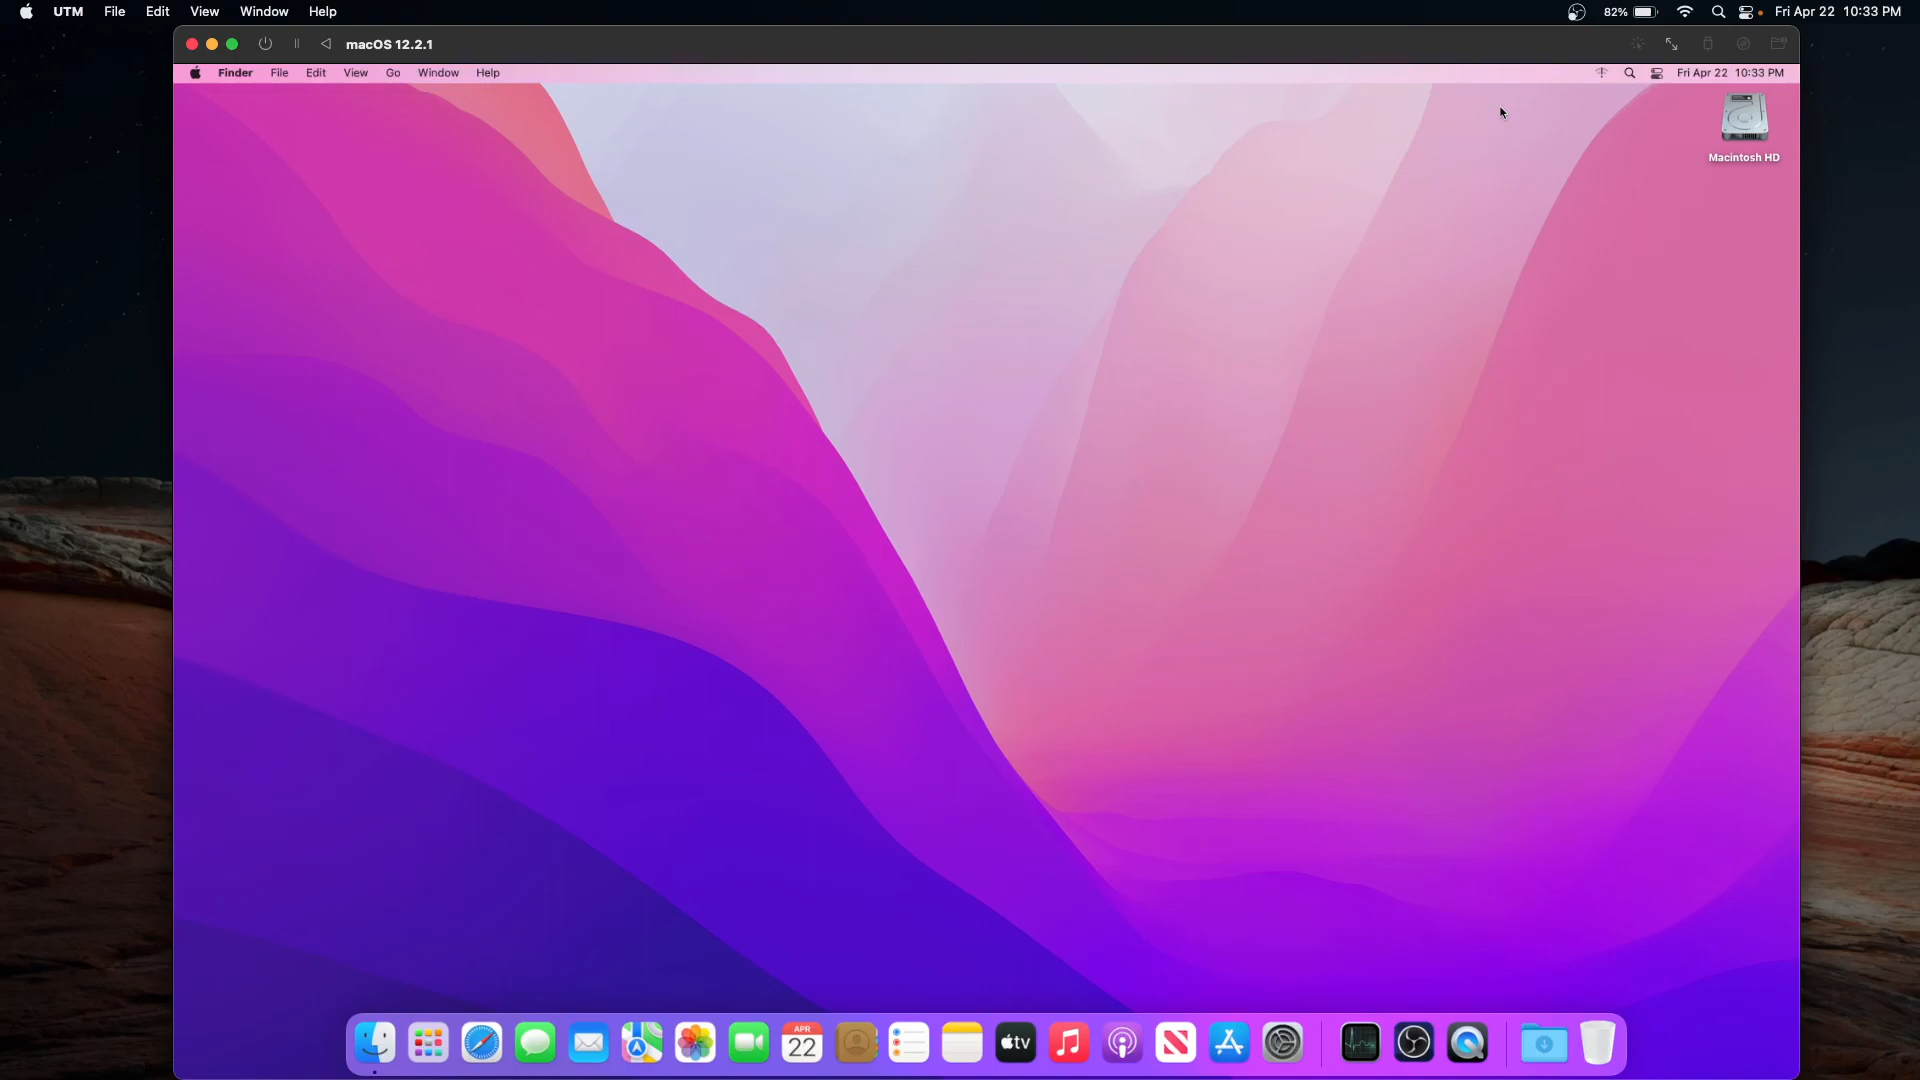 UTM File Edit View Window Help 82% Fri Apr 22 10:33 PM
macOS 12.2.1
Finder File Edit View Go Window Help Fri Apr 22 10:33 PM
Macintosh HD
APR
22
tv